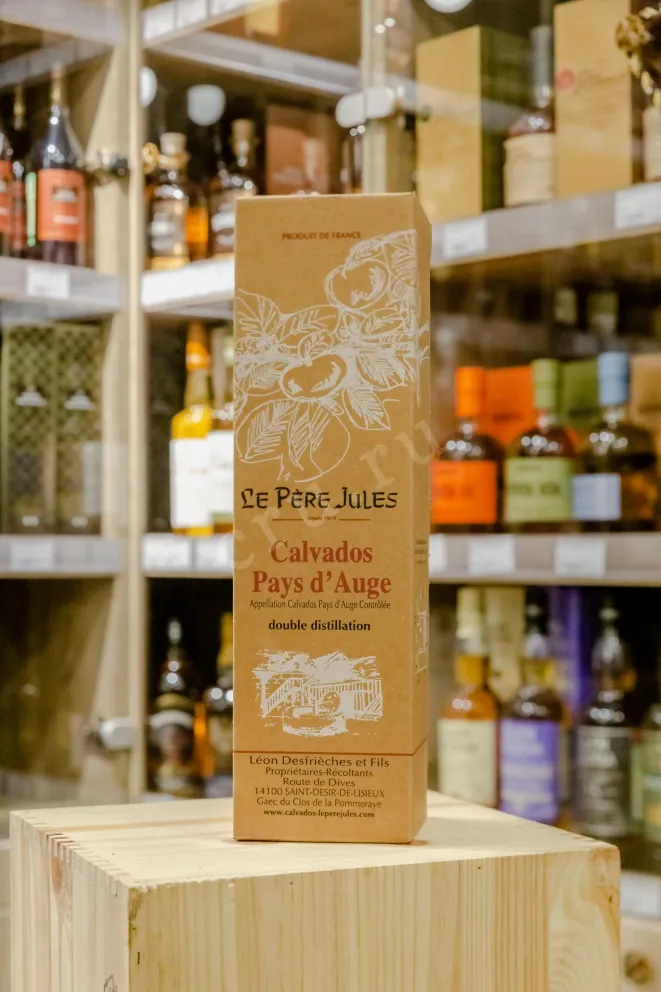 PRODUIT DE FRANCE
LE PÈRE JULES
Calvados
Pays d'Auge
Appellation Calvados Pays d'Auge Contrôlée
double distillation
Léon Desfrièches et Fils
Propriétaires-Récoltants
Route de Dives
14100 SAINT-DESIR-DE-LISIEUX
Gaec du Clos de la Pommeraye
www.calvados-leperejules.com